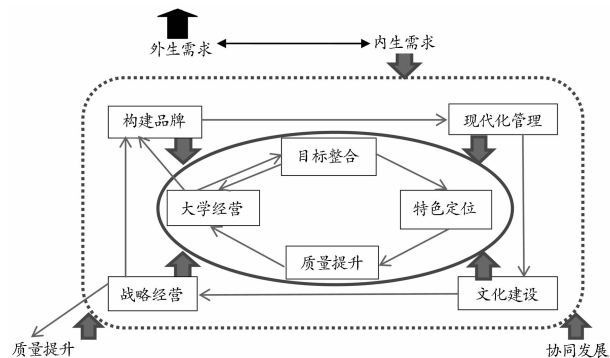 外生需求
内生需求
构建品牌
现代化管理
目标整合
大学经营
特色定位
质量提升
战略经营
文化建设
质量提升
协同发展